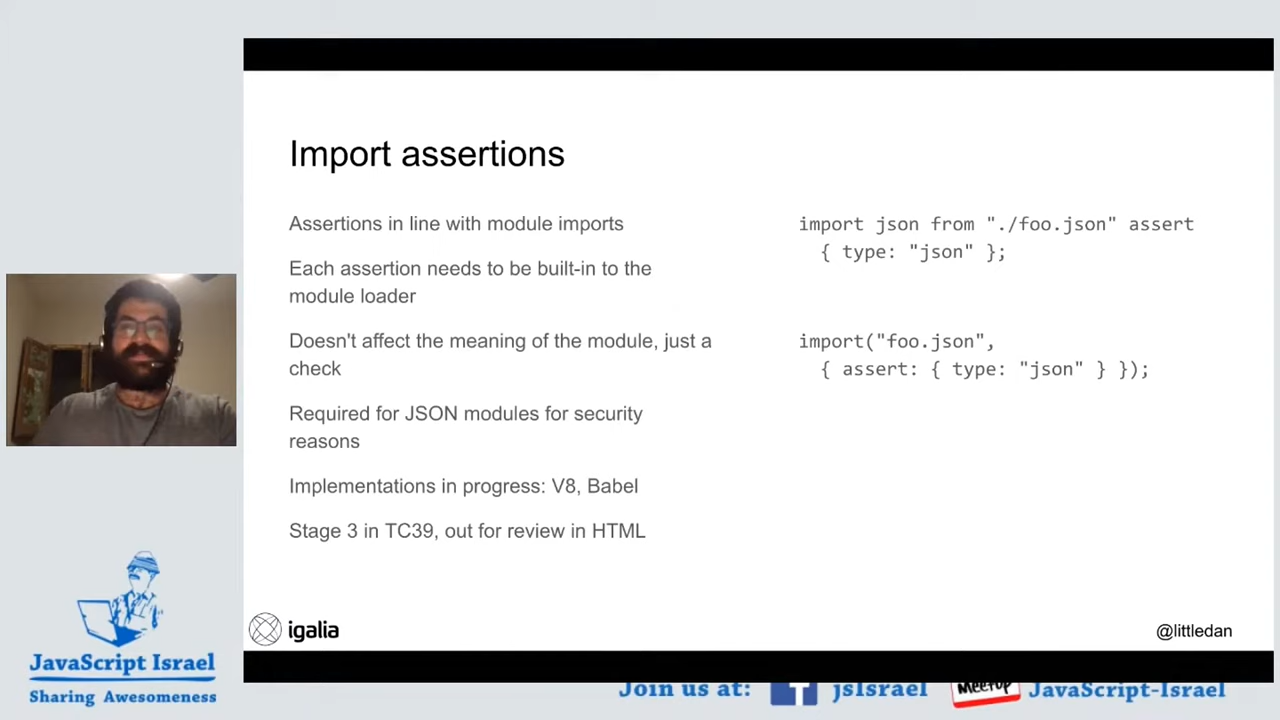 Import assertions
Assertions in line with module imports
Each assertion needs to be built-in to the
module loader
Doesn't affect the meaning of the module, just a
check
Required for JSON modules for security
reasons
Implementations in progress: V8, Babel
Stage 3 in TC39, out for review in HTML
import json from "./foo.json" assert
{ type: "json" };
import("foo.json",
{ assert: { type: "json" } });
igalia
@littledan
JavaScript Israel
Sharing Awesomeness
Join us at: f jsIsrael Meetup JavaScript-Israel